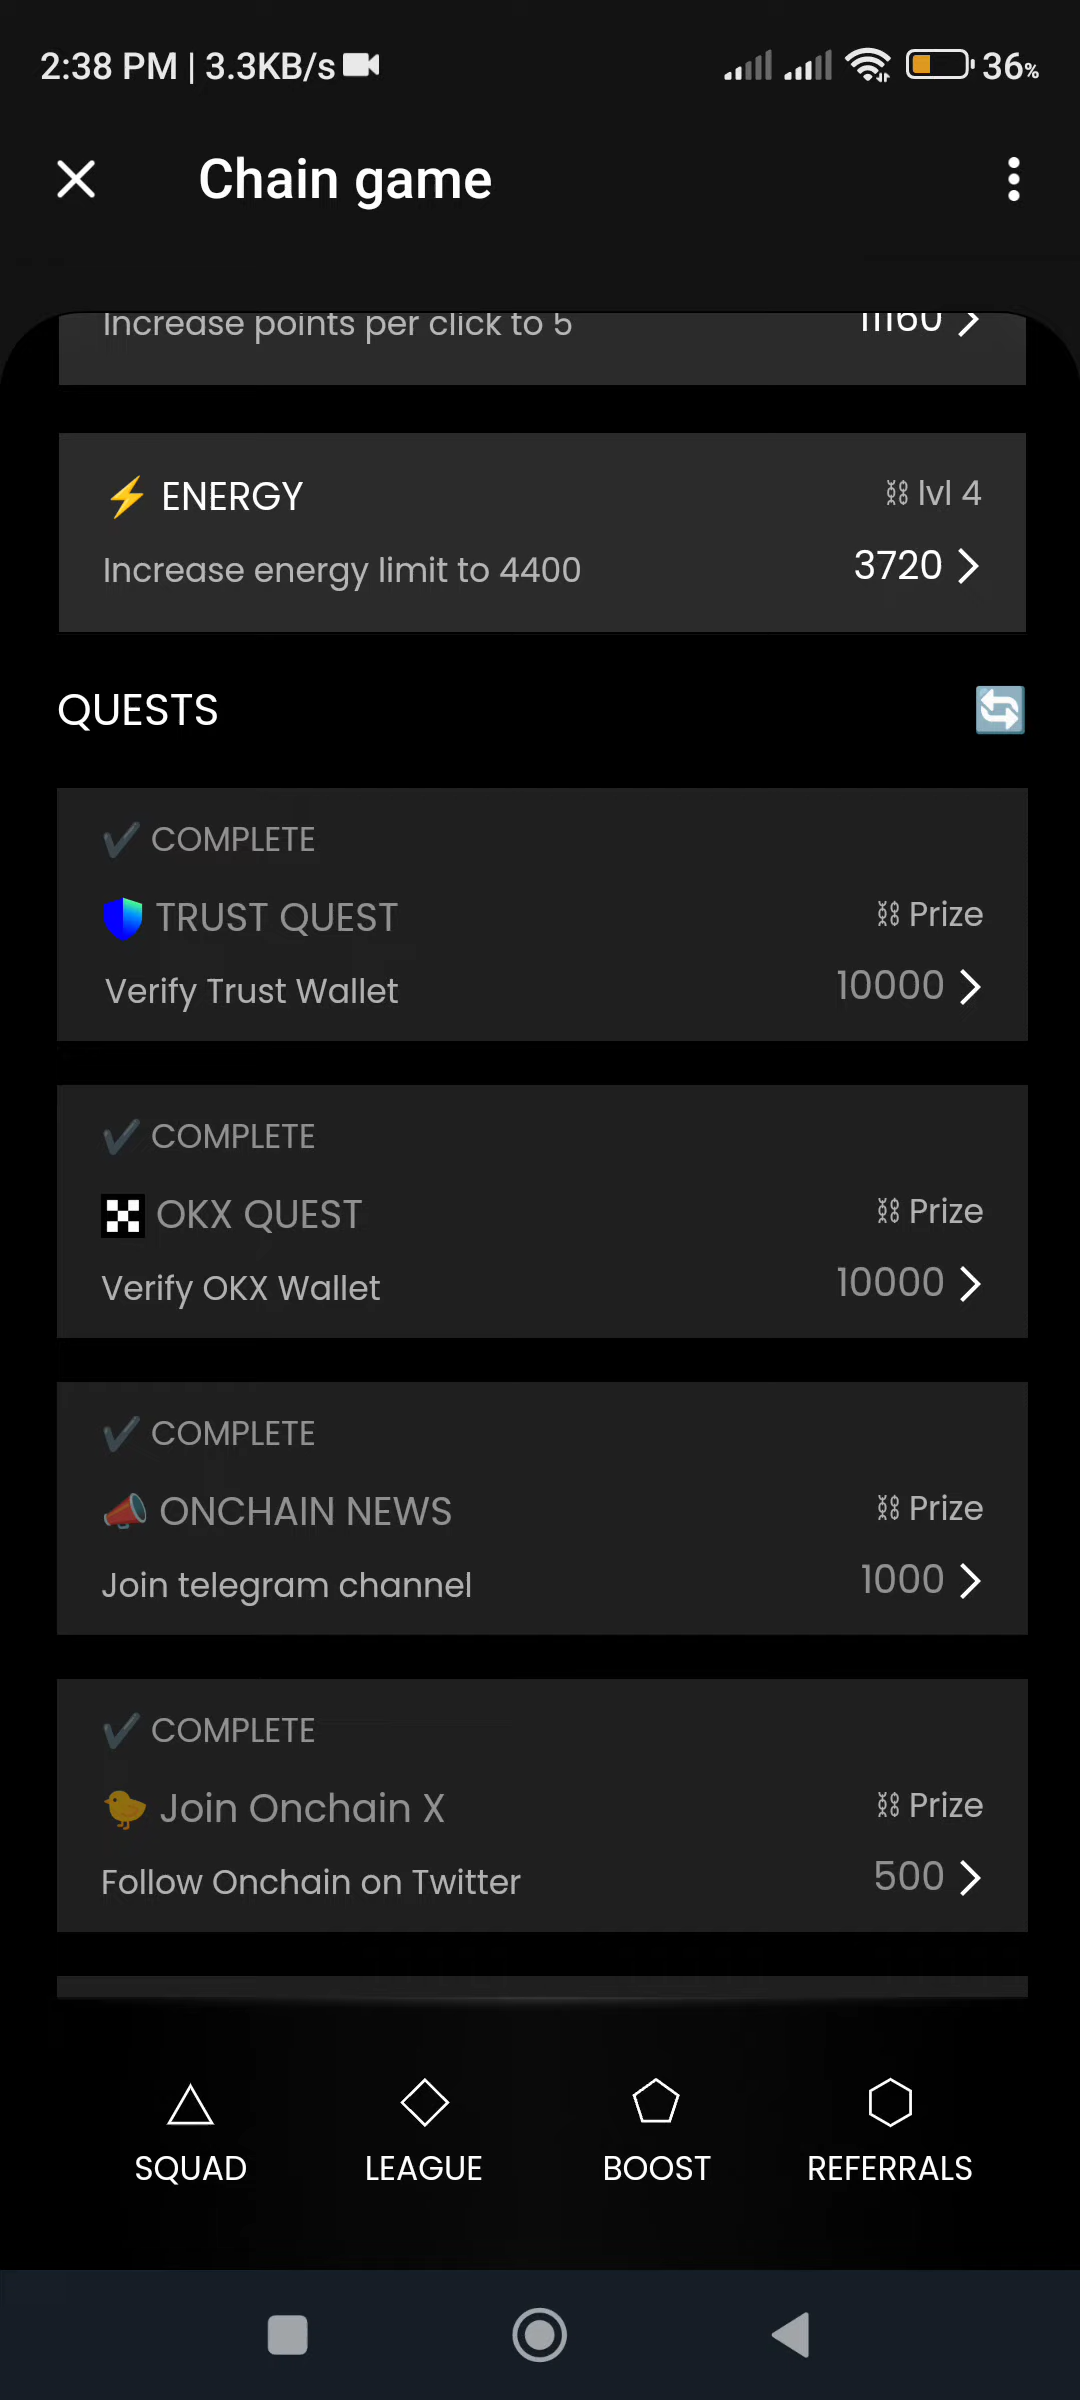 2:38 PM | 3.3KB/s 36%
Chain game
Increase points per click to 5 11160
⚡ ENERGY lvl 4
Increase energy limit to 4400 3720
QUESTS
✔ COMPLETE
TRUST QUEST Prize
Verify Trust Wallet 10000
✔ COMPLETE
OKX QUEST Prize
Verify OKX Wallet 10000
✔ COMPLETE
ONCHAIN NEWS Prize
Join telegram channel 1000
✔ COMPLETE
Join Onchain X Prize
Follow Onchain on Twitter 500
SQUAD LEAGUE BOOST REFERRALS